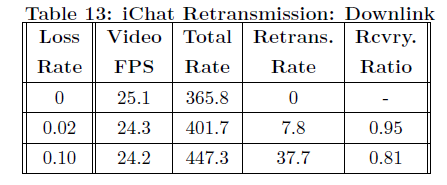 Table 13: iChat Retransmission: Downlink
Loss Video Total Retrans. Rcvry.
Rate FPS Rate Rate Ratio
0 25.1 365.8 0 -
0.02 24.3 401.7 7.8 0.95
0.10 24.2 447.3 37.7 0.81